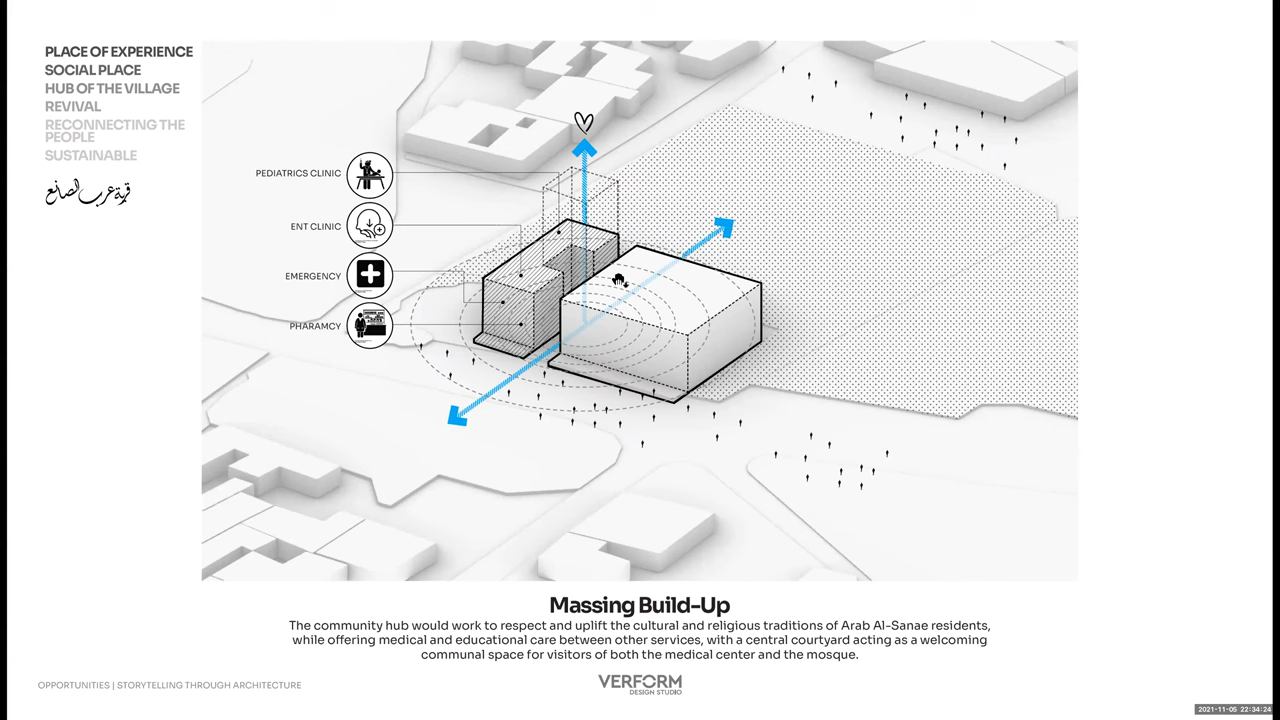 PLACE OF EXPERIENCE
SOCIAL PLACE
HUB OF THE VILLAGE
REVIVAL
RECONNECTING THE
PEOPLE
SUSTAINABLE
قرية عرب الصانع
PEDIATRICS CLINIC
ENT CLINIC
EMERGENCY
PHARAMCY
Massing Build-Up
The community hub would work to respect and uplift the cultural and religious traditions of Arab Al-Sanae residents,
while offering medical and educational care between other services, with a central courtyard acting as a welcoming
communal space for visitors of both the medical center and the mosque.
OPPORTUNITIES | STORYTELLING THROUGH ARCHITECTURE
VERFORM
DESIGN STUDIO
2021-11-05 22:34:24